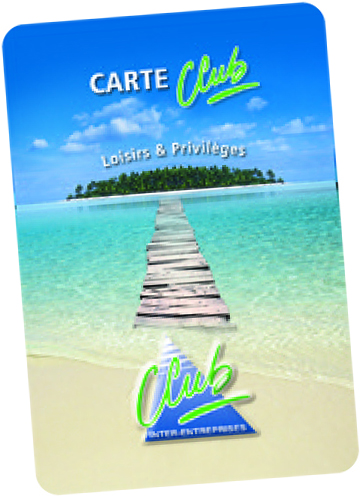 CARTE Club
Loisirs & Privilèges
Club
INTER-ENTREPRISES